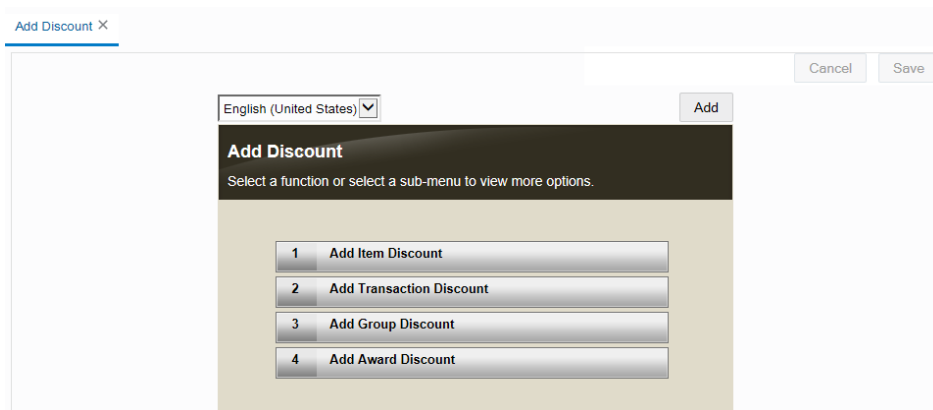 Add Discount
Cancel Save
English (United States) Add
Add Discount
Select a function or select a sub-menu to view more options.
1 Add Item Discount
2 Add Transaction Discount
3 Add Group Discount
4 Add Award Discount